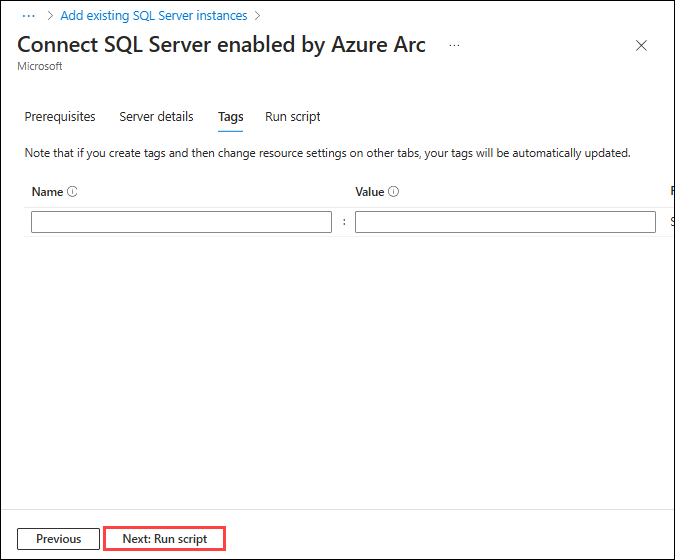 ... > Add existing SQL Server instances >
Connect SQL Server enabled by Azure Arc ...
Microsoft
Prerequisites Server details Tags Run script
Note that if you create tags and then change resource settings on other tabs, your tags will be automatically updated.
Name Value
:
Previous Next: Run script